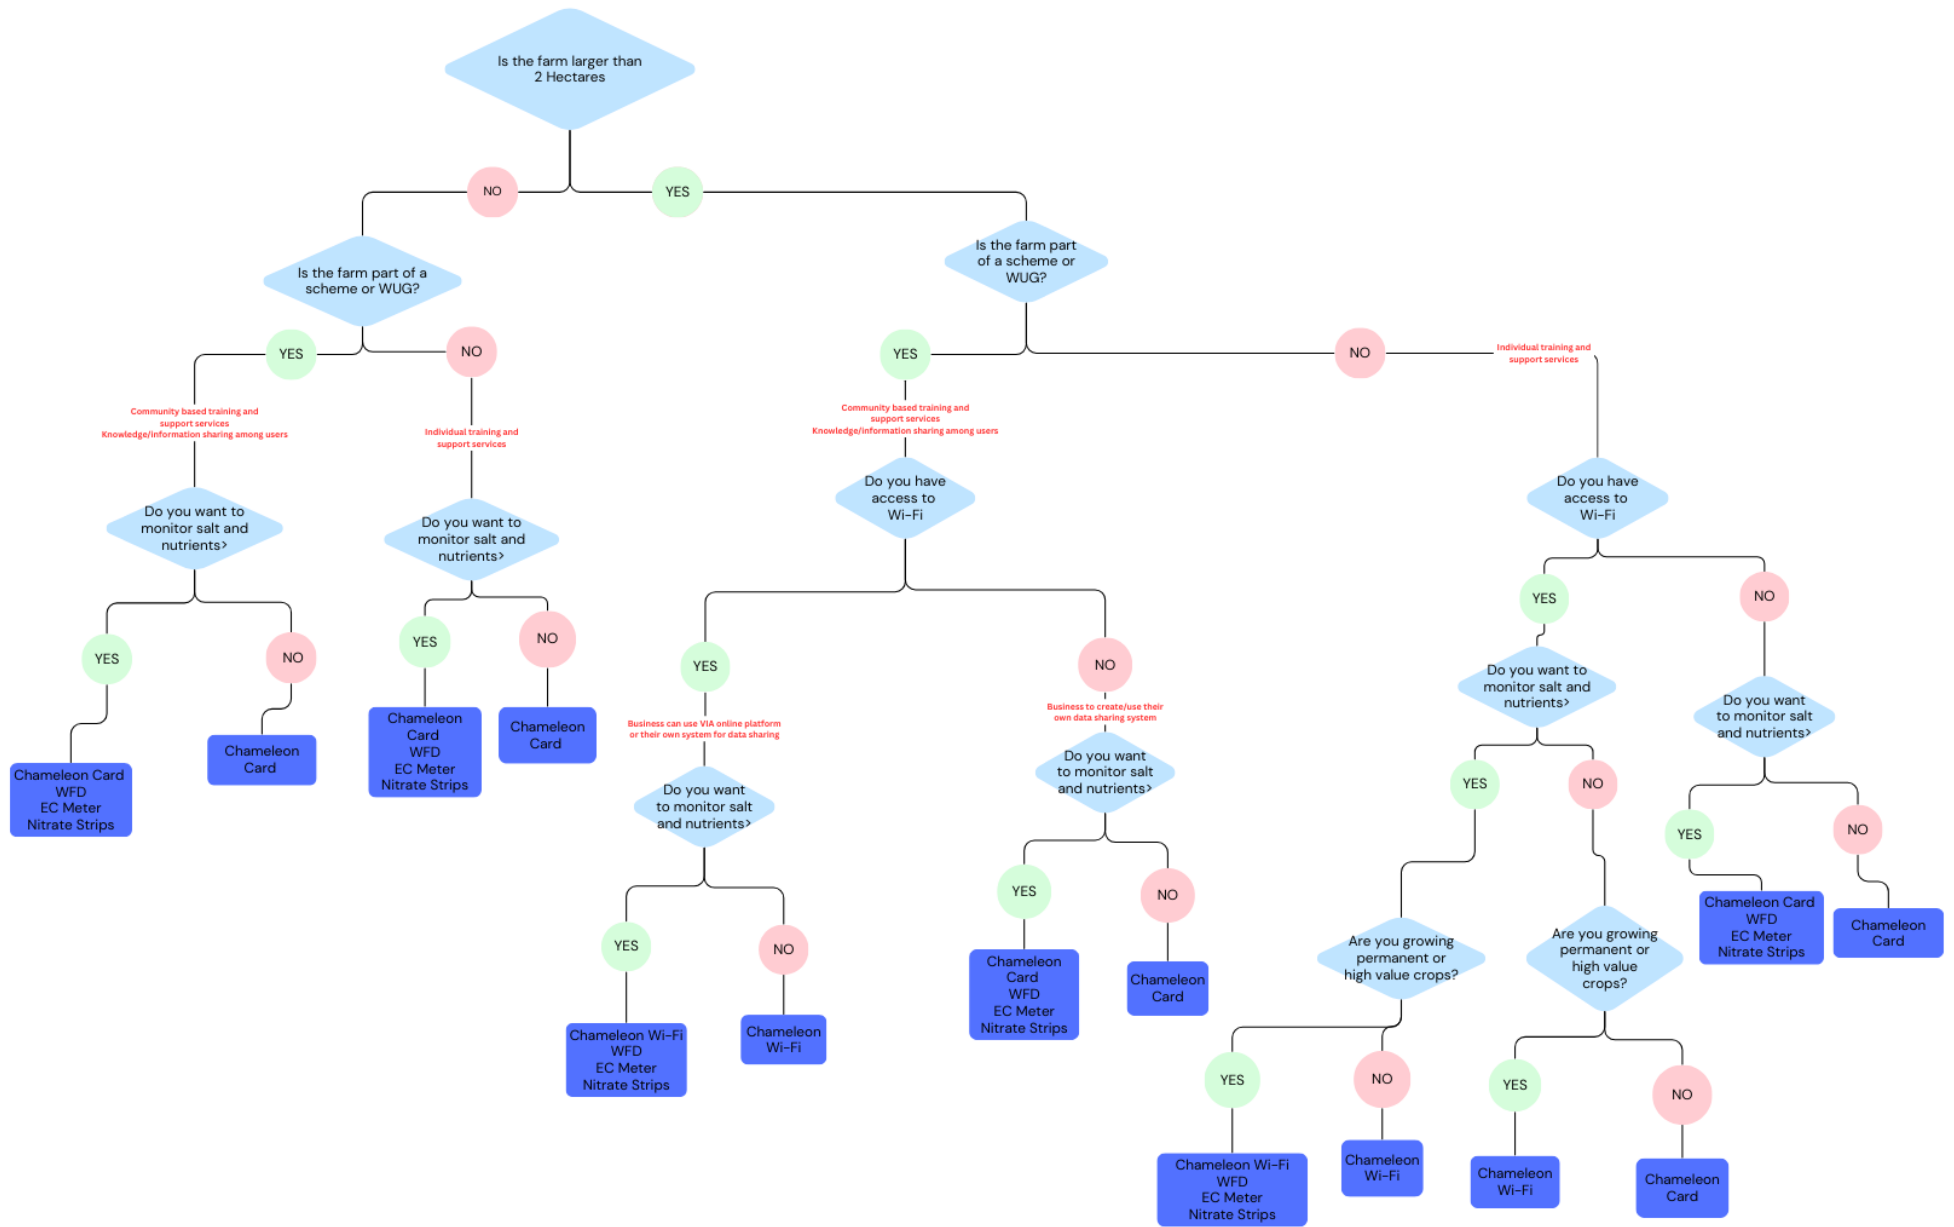 Is the farm larger than
2 Hectares
NO
YES
Is the farm part of a
scheme or WUG?
Is the farm part
of a scheme or
WUG?
YES
NO
YES
NO
Individual training and
support services
Community based training and
support services
Knowledge/information sharing among users
Individual training and
support services
Community based training and
support services
Knowledge/information sharing among users
Do you want to
monitor salt and
nutrients>
Do you want to
monitor salt and
nutrients>
Do you have
access to
Wi-Fi
Do you have
access to
Wi-Fi
YES
NO
YES
NO
YES
NO
YES
NO
Chameleon Card
WFD
EC Meter
Nitrate Strips
Chameleon
Card
Chameleon
Card
WFD
EC Meter
Nitrate Strips
Chameleon
Card
Business can use VIA online platform
or their own system for data sharing
Business to create/use their
own data sharing system
Do you want
to monitor salt
and nutrients>
Do you want
to monitor salt
and nutrients>
Do you want to
monitor salt and
nutrients>
Do you want
to monitor salt
and nutrients>
YES
NO
YES
NO
YES
NO
YES
NO
Chameleon Wi-Fi
WFD
EC Meter
Nitrate Strips
Chameleon
Wi-Fi
Chameleon
Card
WFD
EC Meter
Nitrate Strips
Chameleon
Card
Are you growing
permanent or
high value crops?
Are you growing
permanent or
high value
crops?
Chameleon Card
WFD
EC Meter
Nitrate Strips
Chameleon
Card
YES
NO
YES
NO
Chameleon Wi-Fi
WFD
EC Meter
Nitrate Strips
Chameleon
Wi-Fi
Chameleon
Wi-Fi
Chameleon
Card